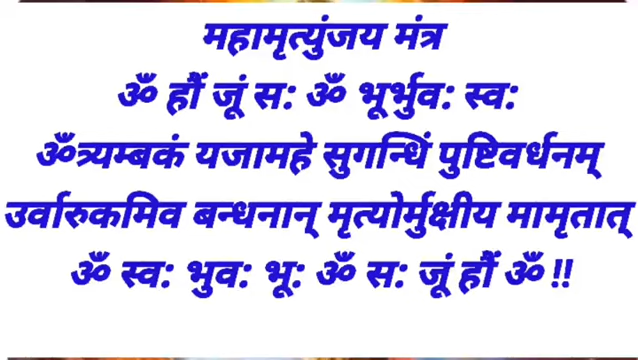 महामृत्युंजय मंत्र
ॐ हौं जूं स: ॐ भूर्भुव: स्व:
ॐत्र्यम्बकं यजामहे सुगन्धिं पुष्टिवर्धनम्
उर्वारुकमिव बन्धनान् मृत्योर्मुक्षीय मामृतात्
ॐ स्व: भुव: भू: ॐ स: जूं हौं ॐ !!